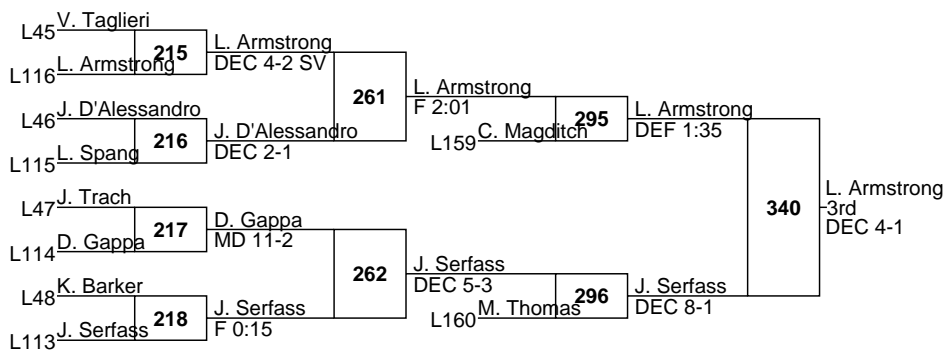 V. Taglieri
L45
215
L. Armstrong
DEC 4-2 SV
L. Armstrong
L116
261
L. Armstrong
F 2:01
J. D'Alessandro
L46
216
J. D'Alessandro
DEC 2-1
L. Spang
L115
295
L. Armstrong
DEF 1:35
C. Magditch
L159
J. Trach
L47
217
D. Gappa
MD 11-2
D. Gappa
L114
340
L. Armstrong
3rd
DEC 4-1
262
J. Serfass
DEC 5-3
K. Barker
L48
218
J. Serfass
F 0:15
J. Serfass
L113
296
J. Serfass
DEC 8-1
M. Thomas
L160